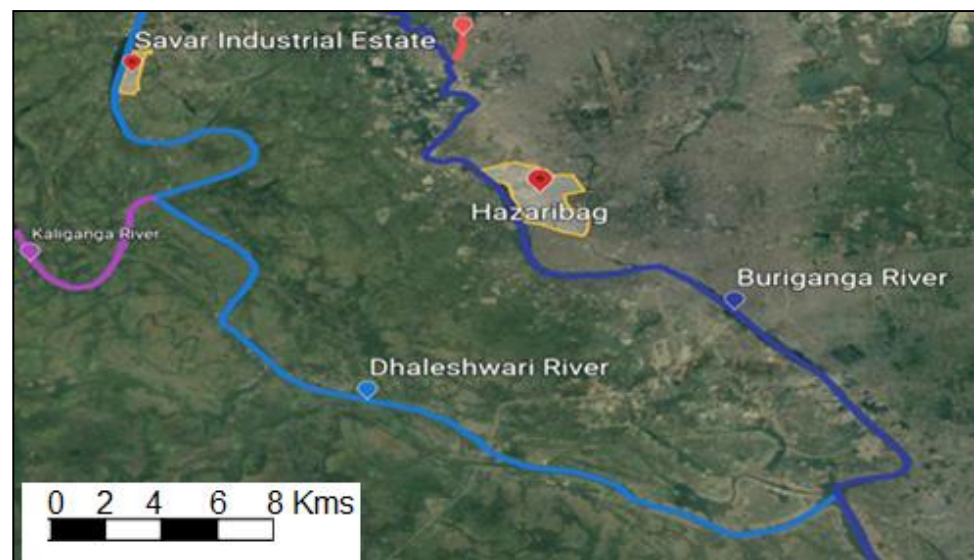 Savar Industrial Estate
Hazaribag
Kaliganga River
Buriganga River
Dhaleshwari River
0 2 4 6 8 Kms